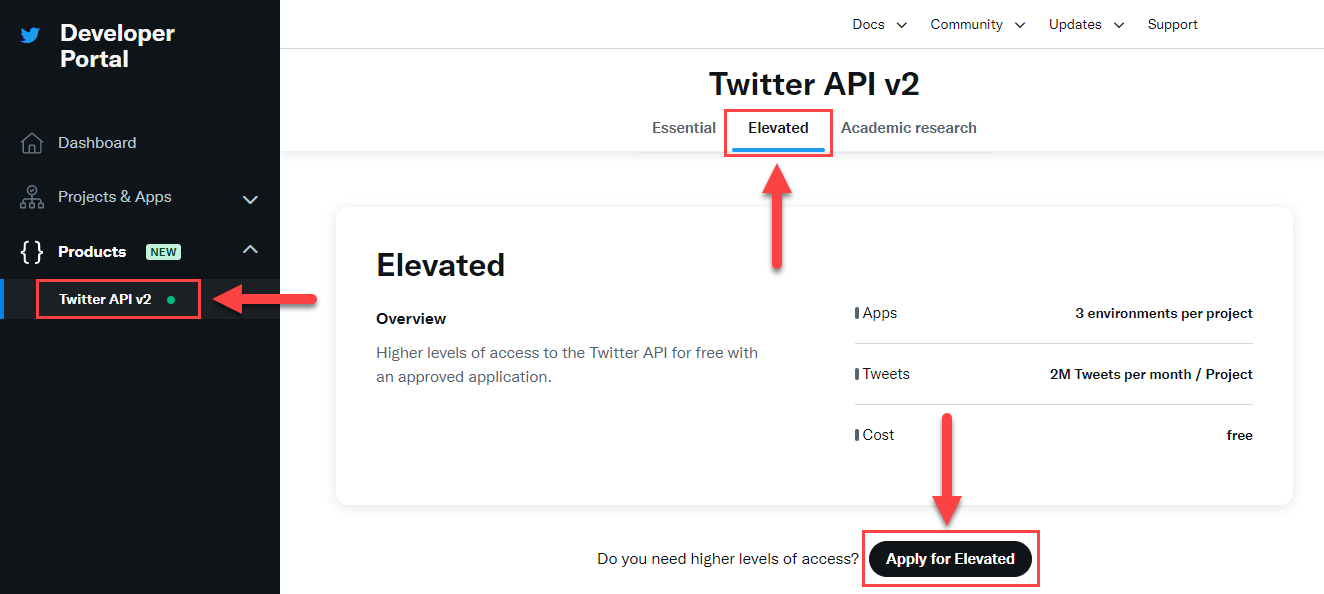 Developer
Portal
Dashboard
Projects & Apps
Products NEW
Twitter API v2
Docs Community Updates Support
Twitter API v2
Essential Elevated Academic research
Elevated
Overview
Higher levels of access to the Twitter API for free with
an approved application.
Apps 3 environments per project
Tweets 2M Tweets per month / Project
Cost free
Do you need higher levels of access? Apply for Elevated